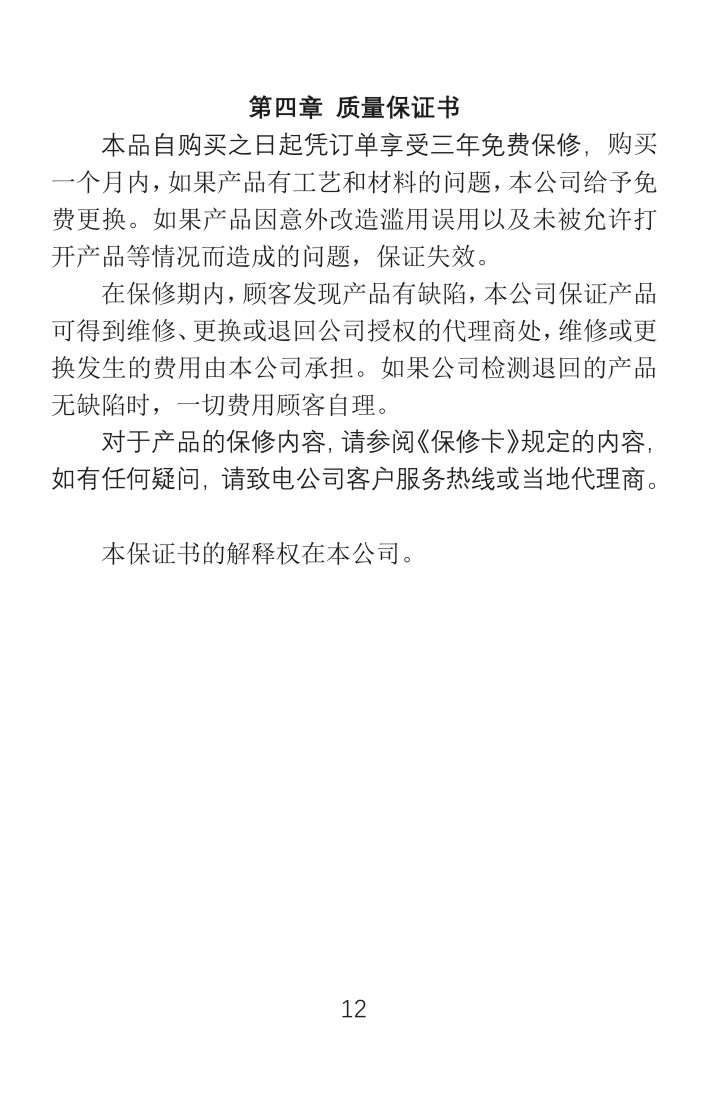 第四章 质量保证书
本品自购买之日起凭订单享受三年免费保修，购买
一个月内，如果产品有工艺和材料的问题，本公司给予免
费更换。如果产品因意外改造滥用误用以及未被允许打
开产品等情况而造成的问题，保证失效。
在保修期内，顾客发现产品有缺陷，本公司保证产品
可得到维修、更换或退回公司授权的代理商处，维修或更
换发生的费用由本公司承担。如果公司检测退回的产品
无缺陷时，一切费用顾客自理。
对于产品的保修内容，请参阅《保修卡》规定的内容，
如有任何疑问，请致电公司客户服务热线或当地代理商。
本保证书的解释权在本公司。
12